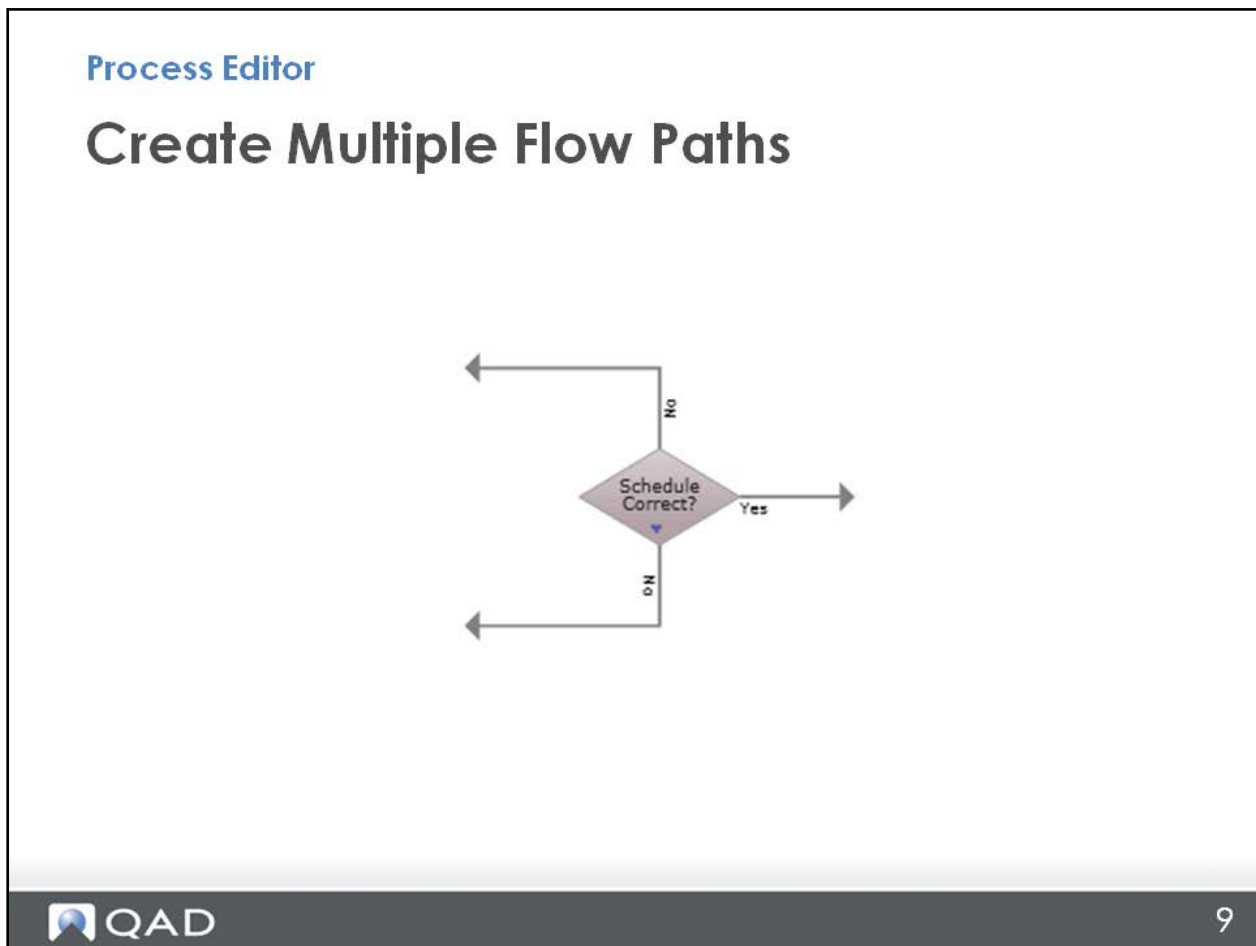 Process Editor
Create Multiple Flow Paths
No
Schedule
Correct?
Yes
No
QAD
9